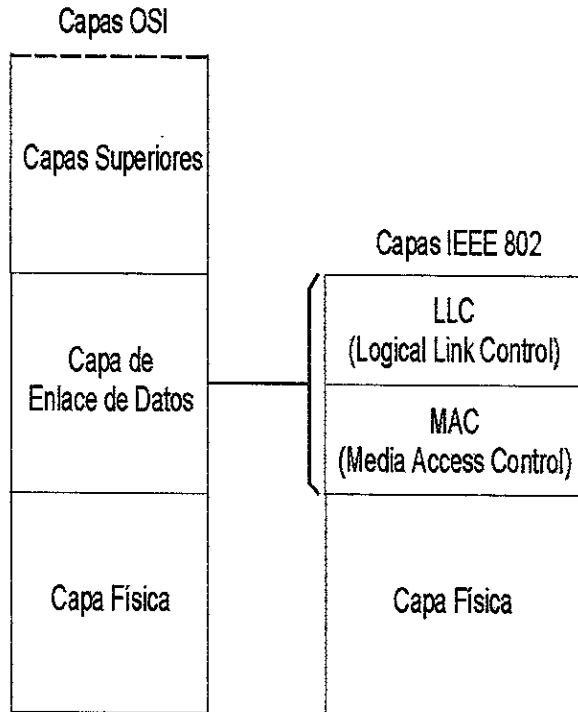 Capas OSI
Capas Superiores
Capa de
Enlace de Datos
Capa Física
Capas IEEE 802
LLC
(Logical Link Control)
MAC
(Media Access Control)
Capa Física